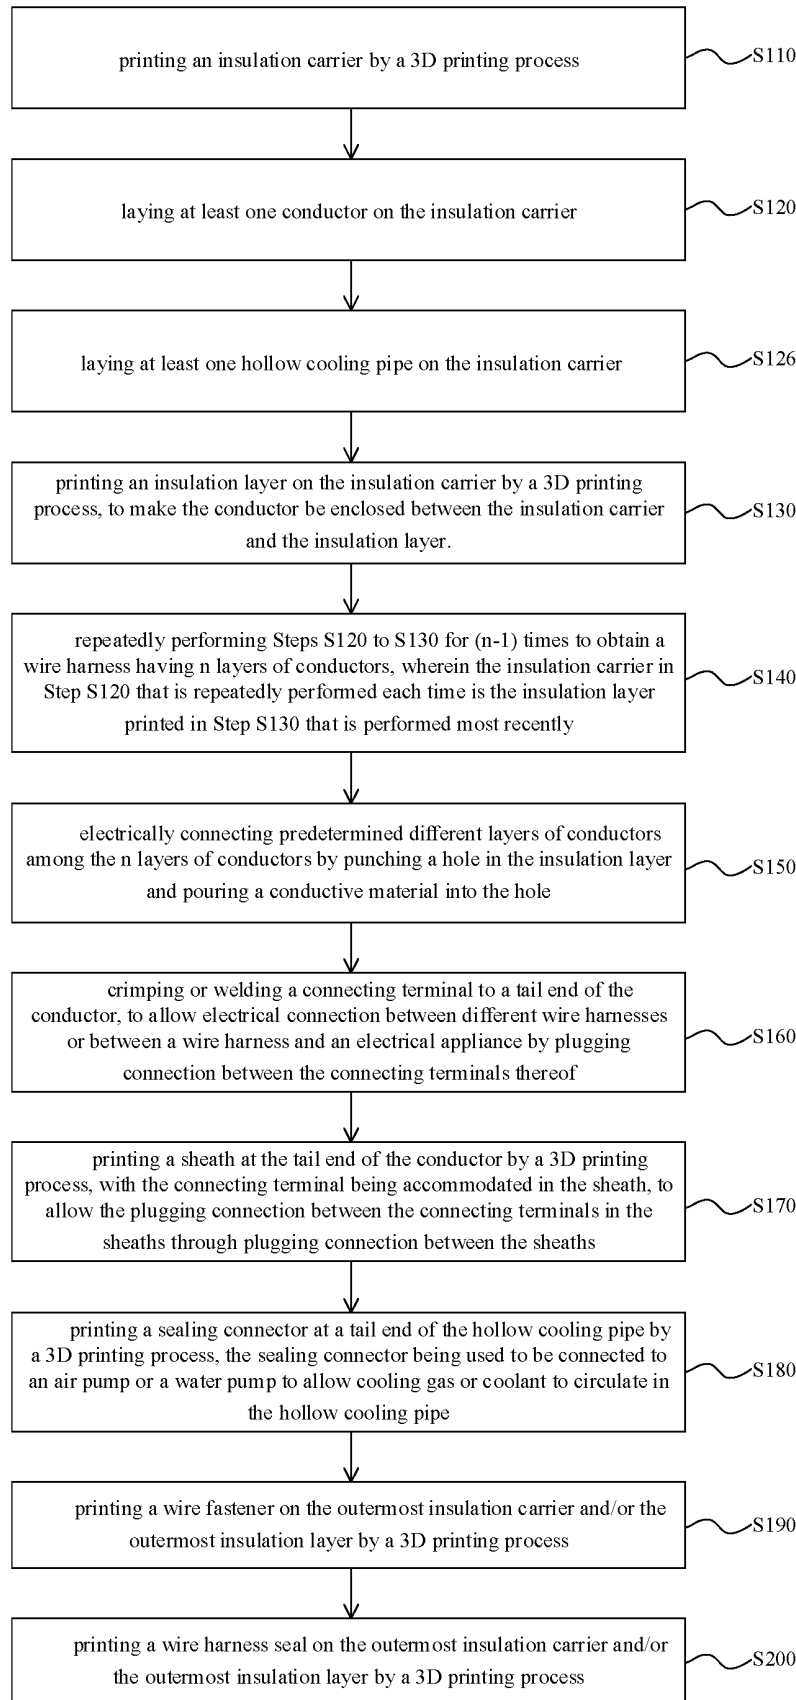 printing an insulation carrier by a 3D printing process
S110
laying at least one conductor on the insulation carrier
S120
laying at least one hollow cooling pipe on the insulation carrier
S126
printing an insulation layer on the insulation carrier by a 3D printing
process, to make the conductor be enclosed between the insulation carrier
and the insulation layer.
S130
repeatedly performing Steps S120 to S130 for (n-1) times to obtain a
wire harness having n layers of conductors, wherein the insulation carrier in
Step S120 that is repeatedly performed each time is the insulation layer
printed in Step S130 that is performed most recently
S140
electrically connecting predetermined different layers of conductors
among the n layers of conductors by punching a hole in the insulation layer
and pouring a conductive material into the hole
S150
crimping or welding a connecting terminal to a tail end of the
conductor, to allow electrical connection between different wire harnesses
or between a wire harness and an electrical appliance by plugging
connection between the connecting terminals thereof
S160
printing a sheath at the tail end of the conductor by a 3D printing
process, with the connecting terminal being accommodated in the sheath, to
allow the plugging connection between the connecting terminals in the
sheaths through plugging connection between the sheaths
S170
printing a sealing connector at a tail end of the hollow cooling pipe by
a 3D printing process, the sealing connector being used to be connected to
an air pump or a water pump to allow cooling gas or coolant to circulate in
the hollow cooling pipe
S180
printing a wire fastener on the outermost insulation carrier and/or the
outermost insulation layer by a 3D printing process
S190
printing a wire harness seal on the outermost insulation carrier and/or
the outermost insulation layer by a 3D printing process
S200